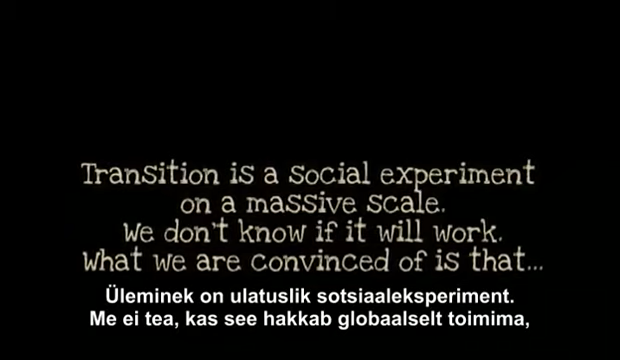 Transition is a social experiment
on a massive scale.
We don't know if it will work.
What we are convinced of is that...
Üleminek on ulatuslik sotsiaaleksperiment.
Me ei tea, kas see hakkab globaalselt toimima,